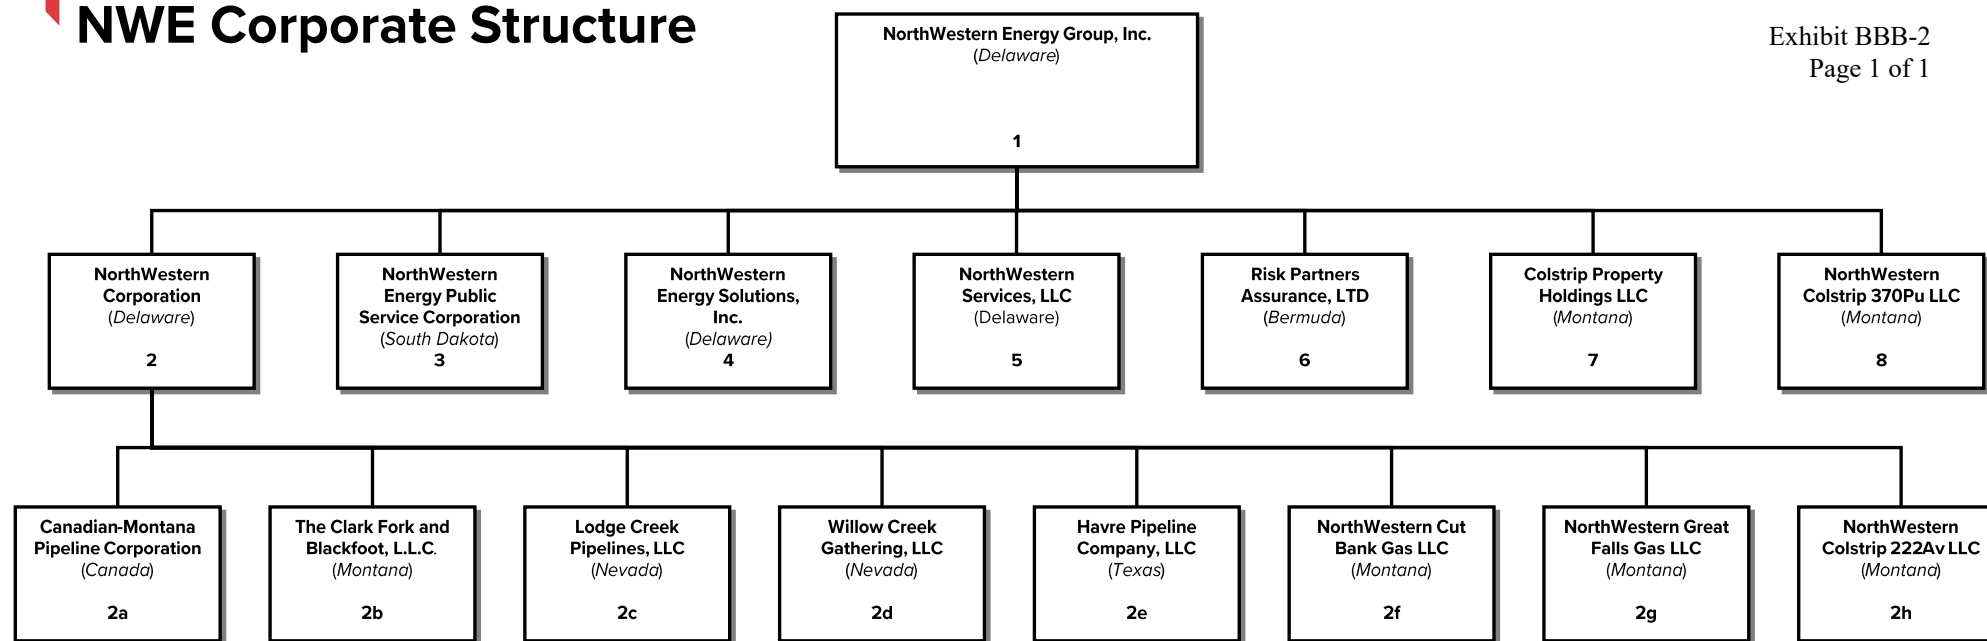 NWE Corporate Structure
Exhibit BBB-2
Page 1 of 1
NorthWestern Energy Group, Inc.
(Delaware)
1
NorthWestern
Corporation
(Delaware)
2
NorthWestern
Energy Public
Service Corporation
(South Dakota)
3
NorthWestern
Energy Solutions,
Inc.
(Delaware)
4
NorthWestern
Services, LLC
(Delaware)
5
Risk Partners
Assurance, LTD
(Bermuda)
6
Colstrip Property
Holdings LLC
(Montana)
7
NorthWestern
Colstrip 370Pu LLC
(Montana)
8
Canadian-Montana
Pipeline Corporation
(Canada)
2a
The Clark Fork and
Blackfoot, L.L.C.
(Montana)
2b
Lodge Creek
Pipelines, LLC
(Nevada)
2c
Willow Creek
Gathering, LLC
(Nevada)
2d
Havre Pipeline
Company, LLC
(Texas)
2e
NorthWestern Cut
Bank Gas LLC
(Montana)
2f
NorthWestern Great
Falls Gas LLC
(Montana)
2g
NorthWestern
Colstrip 222Av LLC
(Montana)
2h